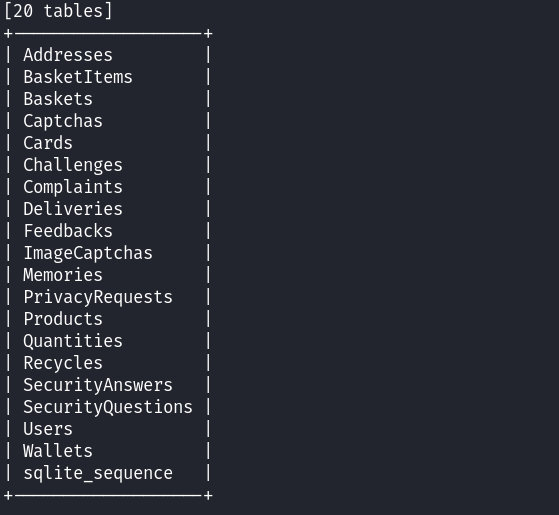 [20 tables]
+-------------------+
| Addresses         |
| BasketItems       |
| Baskets           |
| Captchas          |
| Cards             |
| Challenges        |
| Complaints        |
| Deliveries        |
| Feedbacks         |
| ImageCaptchas     |
| Memories          |
| PrivacyRequests   |
| Products          |
| Quantities        |
| Recycles          |
| SecurityAnswers   |
| SecurityQuestions |
| Users             |
| Wallets           |
| sqlite_sequence   |
+-------------------+